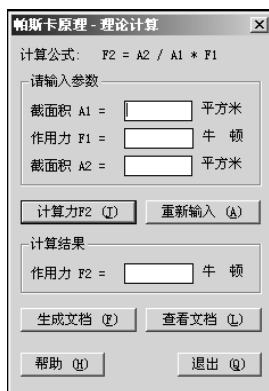 帕斯卡原理 - 理论计算
计算公式: F2 = A2 / A1 * F1
请输入参数
截面积 A1 = 平方米
作用力 F1 = 牛 顿
截面积 A2 = 平方米
计算力F2 (T) 重新输入 (A)
计算结果
作用力 F2 = 牛 顿
生成文档 (F) 查看文档 (L)
帮助 (H) 退出 (Q)